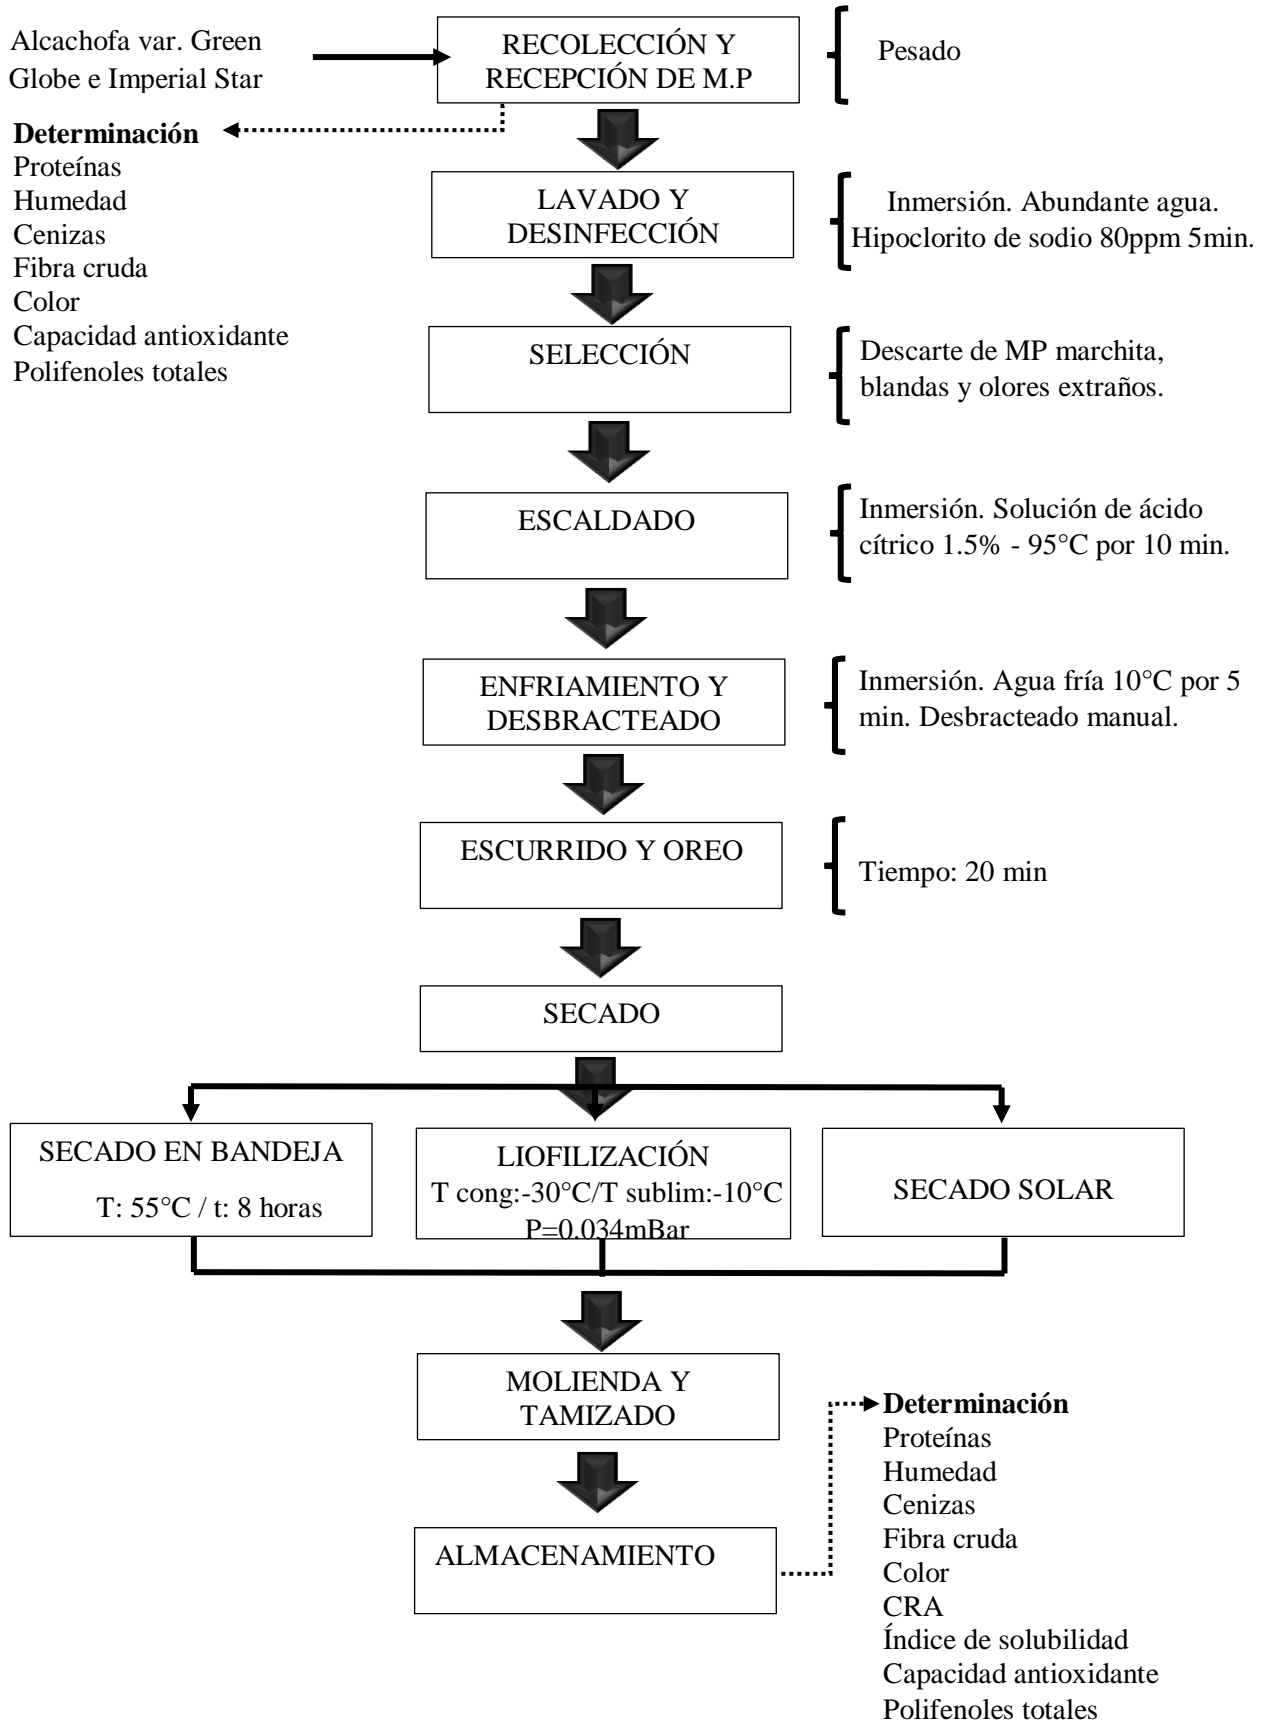 Alcachofa var. Green
Globe e Imperial Star
RECOLECCIÓN Y
RECEPCIÓN DE M.P
Pesado
Determinación
Proteínas
Humedad
Cenizas
Fibra cruda
Color
Capacidad antioxidante
Polifenoles totales
LAVADO Y
DESINFECCIÓN
Inmersión. Abundante agua.
Hipoclorito de sodio 80ppm 5min.
SELECCIÓN
Descarte de MP marchita,
blandas y olores extraños.
ESCALDADO
Inmersión. Solución de ácido
cítrico 1.5% - 95°C por 10 min.
ENFRIAMIENTO Y
DESBRACTEADO
Inmersión. Agua fría 10°C por 5
min. Desbracteado manual.
ESCURRIDO Y OREO
Tiempo: 20 min
SECADO
SECADO EN BANDEJA
T: 55°C / t: 8 horas
LIOFILIZACIÓN
T cong:-30°C/T sublim:-10°C
P=0.034mBar
SECADO SOLAR
MOLIENDA Y
TAMIZADO
ALMACENAMIENTO
Determinación
Proteínas
Humedad
Cenizas
Fibra cruda
Color
CRA
Índice de solubilidad
Capacidad antioxidante
Polifenoles totales